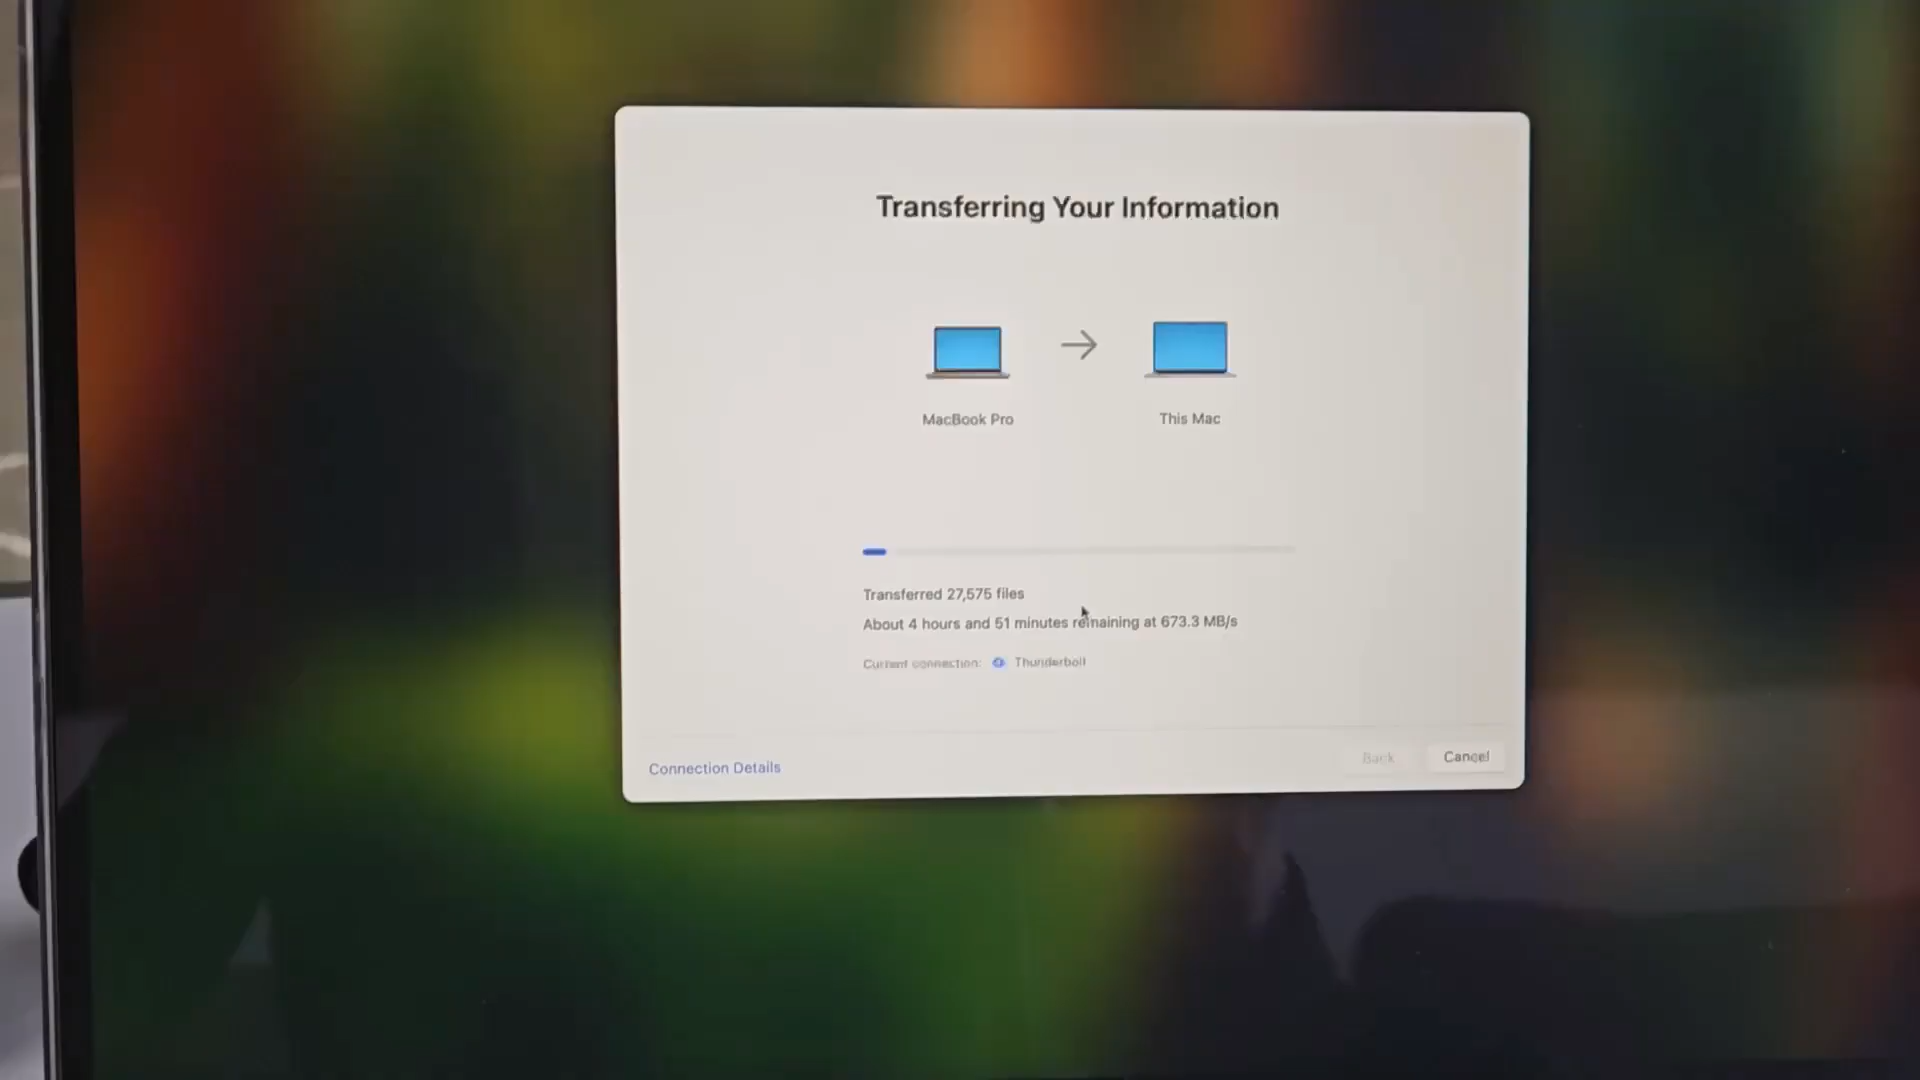 Transferring Your Information
MacBook Pro
This Mac
Transferred 27,575 files
About 4 hours and 51 minutes remaining at 673.3 MB/s
Current connection: Thunderbolt
Connection Details
Back
Cancel